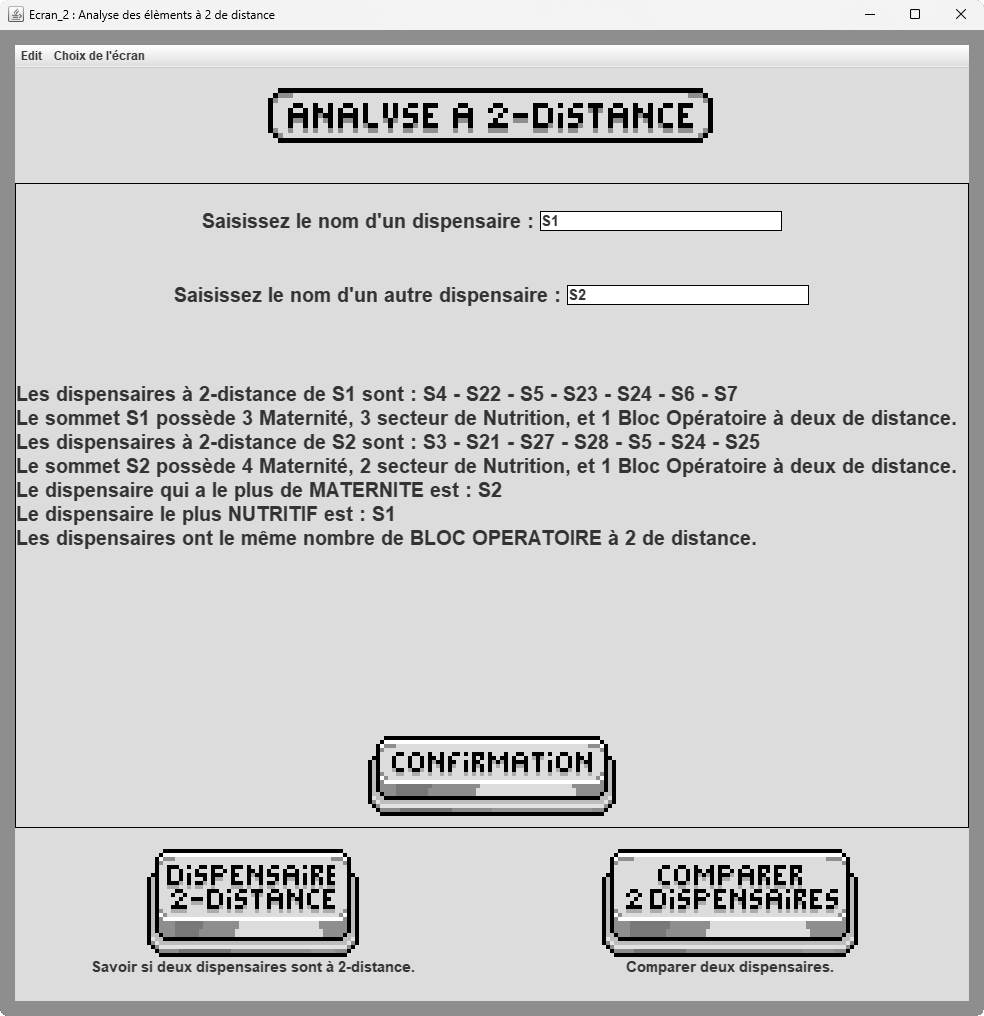 Ecran_2 : Analyse des élèments à 2 de distance
Edit Choix de l'écran
ANALYSE A 2-DiSTANCE
Saisissez le nom d'un dispensaire : S1
Saisissez le nom d'un autre dispensaire : S2
Les dispensaires à 2-distance de S1 sont : S4 - S22 - S5 - S23 - S24 - S6 - S7
Le sommet S1 possède 3 Maternité, 3 secteur de Nutrition, et 1 Bloc Opératoire à deux de distance.
Les dispensaires à 2-distance de S2 sont : S3 - S21 - S27 - S28 - S5 - S24 - S25
Le sommet S2 possède 4 Maternité, 2 secteur de Nutrition, et 1 Bloc Opératoire à deux de distance.
Le dispensaire qui a le plus de MATERNITE est : S2
Le dispensaire le plus NUTRITIF est : S1
Les dispensaires ont le même nombre de BLOC OPERATOIRE à 2 de distance.
CONFiRMATiON
DiSPENSAiRE
2-DiSTANCE
Savoir si deux dispensaires sont à 2-distance.
COMPARER
2 DiSPENSAiRES
Comparer deux dispensaires.